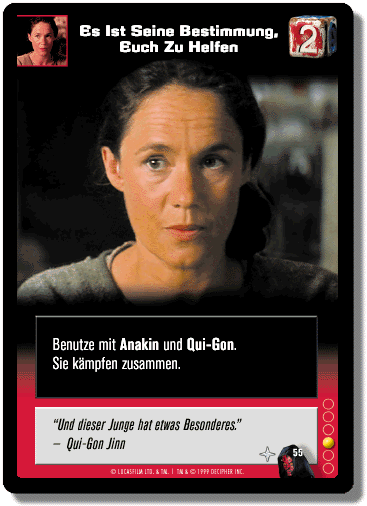 Es Ist Seine Bestimmung,
Euch Zu Helfen
2
Benutze mit Anakin und Qui-Gon.
Sie kämpfen zusammen.
“Und dieser Junge hat etwas Besonderes.”
– Qui-Gon Jinn
55
© LUCASFILM LTD. & TM. | TM & © 1999 DECIPHER INC.